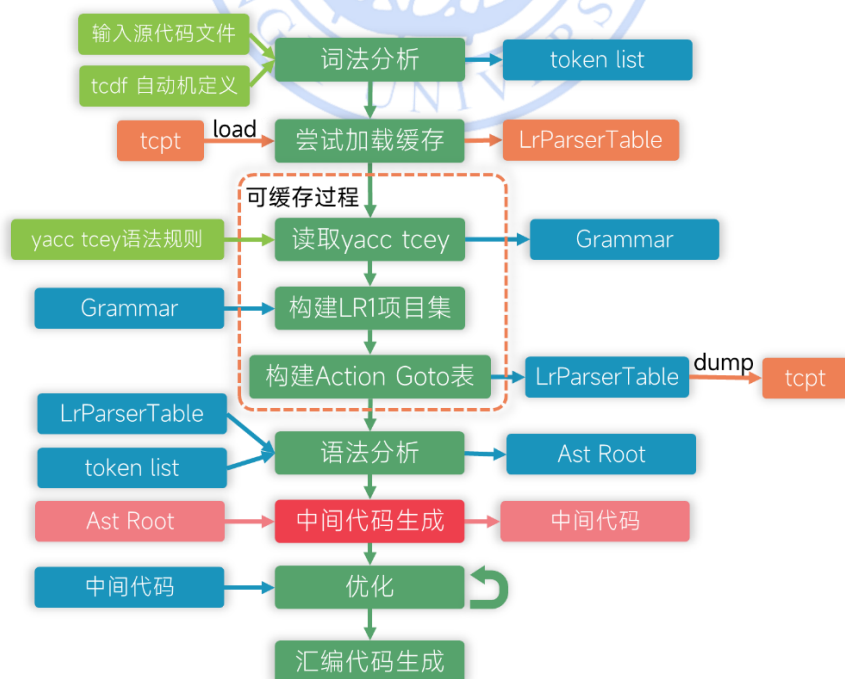 输入源代码文件
词法分析
token list
tcdf 自动机定义
UNIVERS
tcpt
load
尝试加载缓存
LrParserTable
可缓存过程
yacc tcey语法规则
读取yacc tcey
Grammar
Grammar
构建LR1项目集
构建Action Goto表
LrParserTable
dump
tcpt
LrParserTable
token list
语法分析
Ast Root
Ast Root
中间代码生成
中间代码
中间代码
优化
汇编代码生成